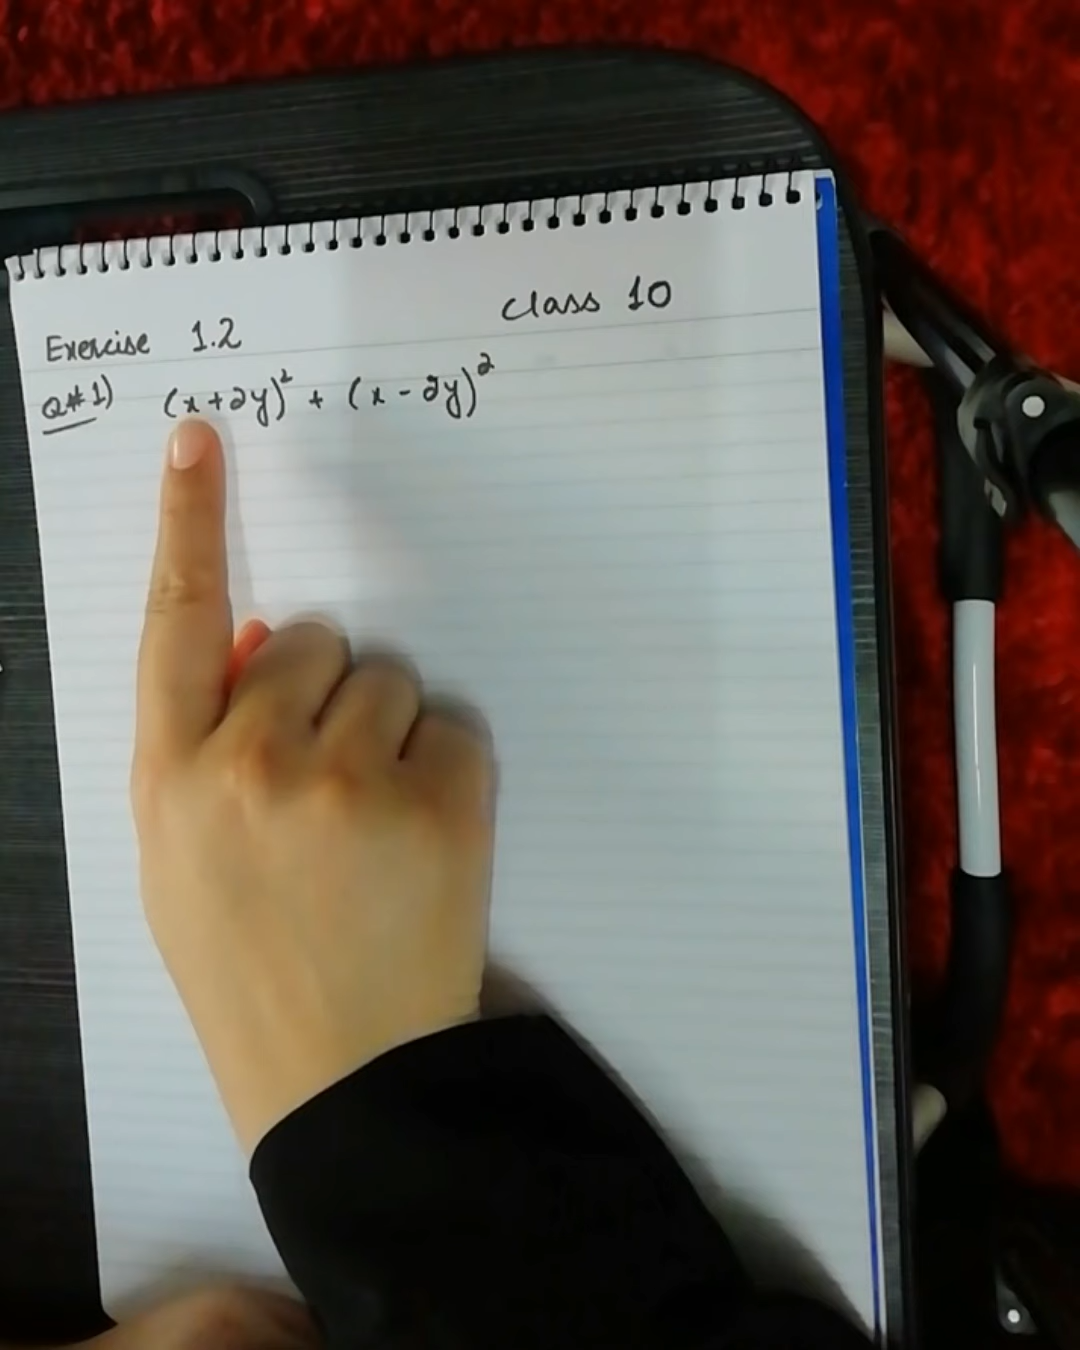 Class 10
Exercise 1.2
Q#1) (x+2y)² + (x-2y)²